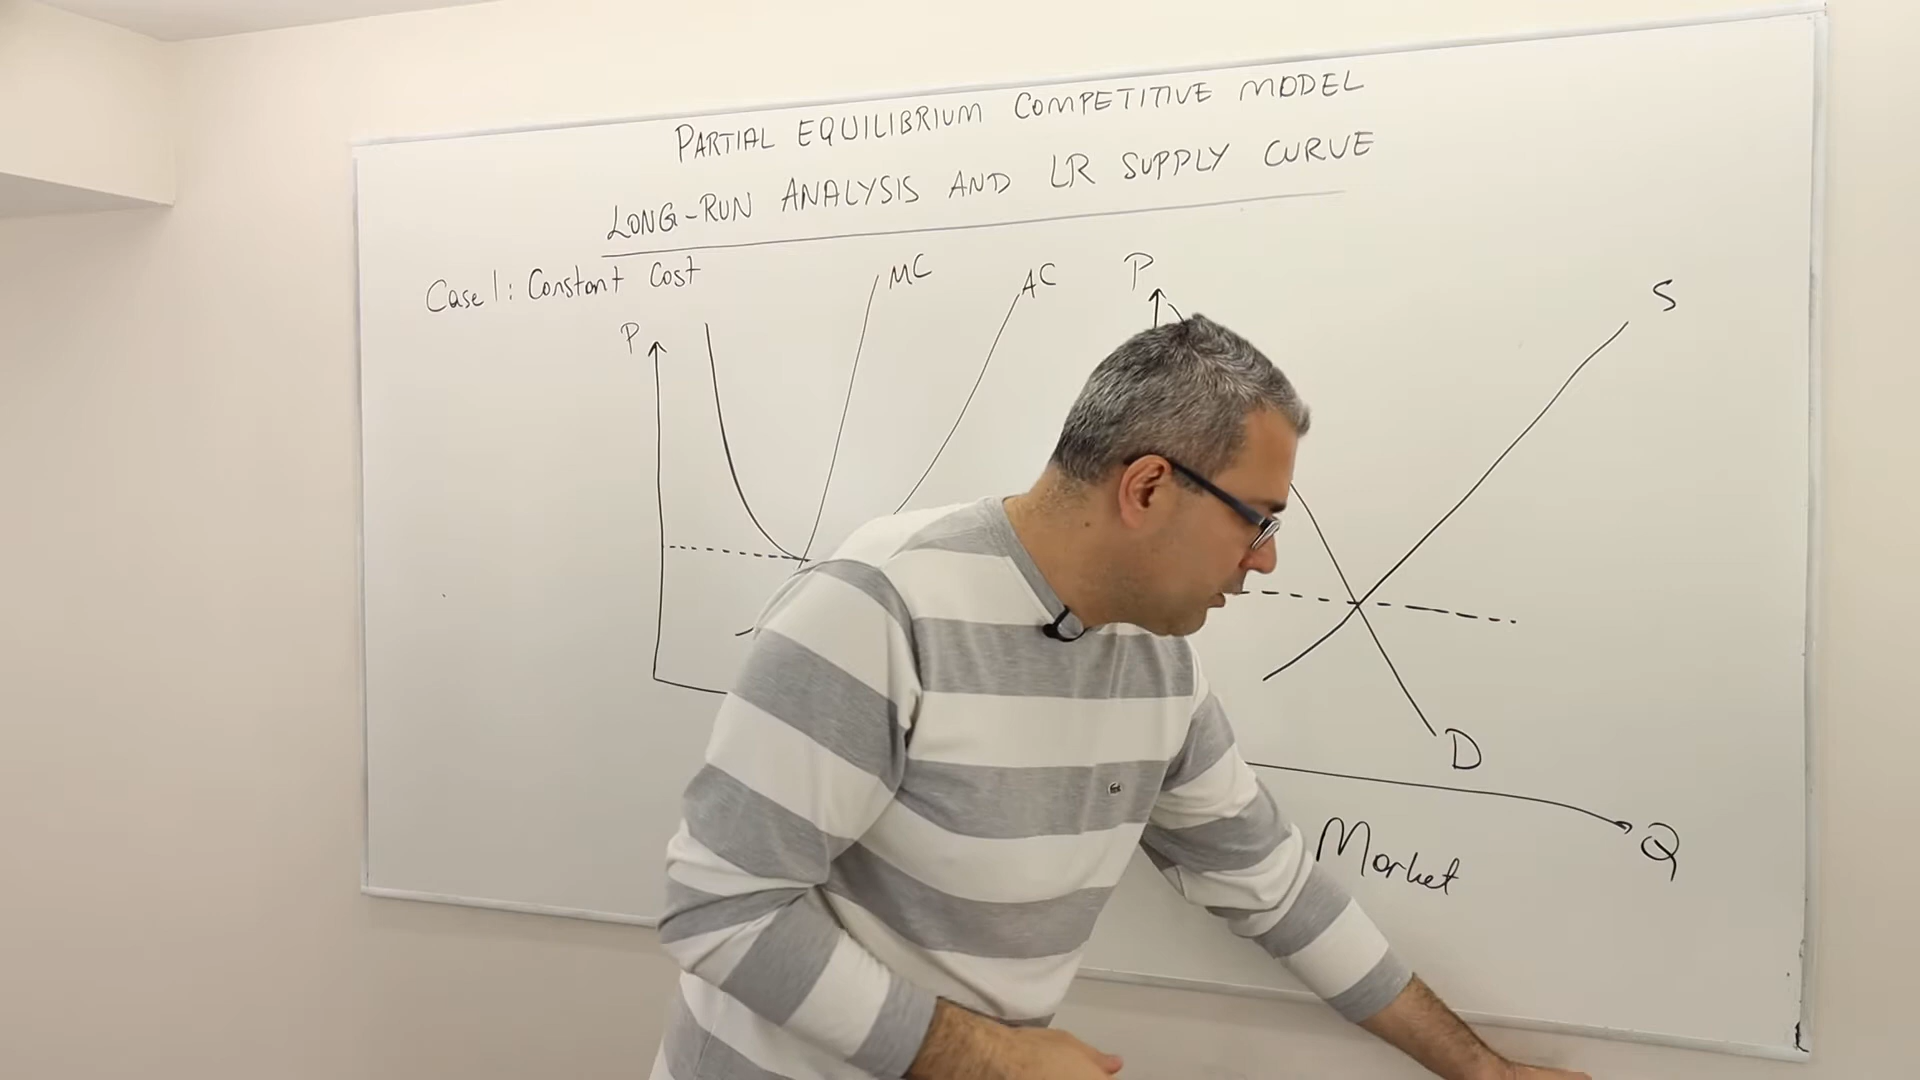 PARTIAL EQUILIBRIUM COMPETITIVE MODEL
LONG-RUN ANALYSIS AND LR SUPPLY CURVE
Case 1: Constant Cost
MC
AC
P
P
S
D
Q
Market